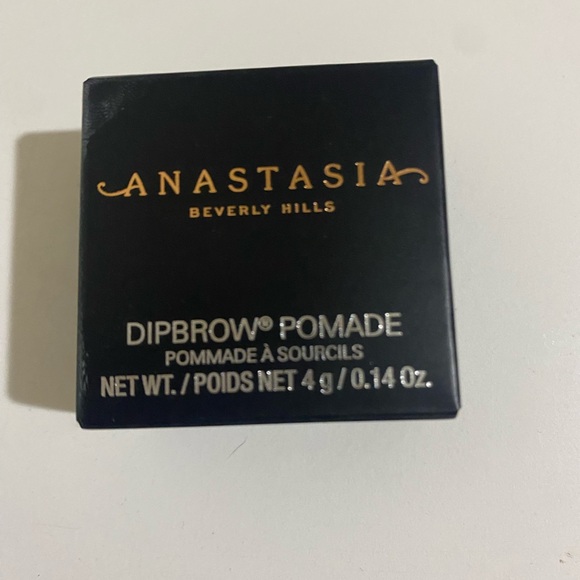 ANASTASIA
BEVERLY HILLS
DIPBROW® POMADE
POMMADE À SOURCILS
NET WT. / POIDS NET 4 g / 0.14 Oz.